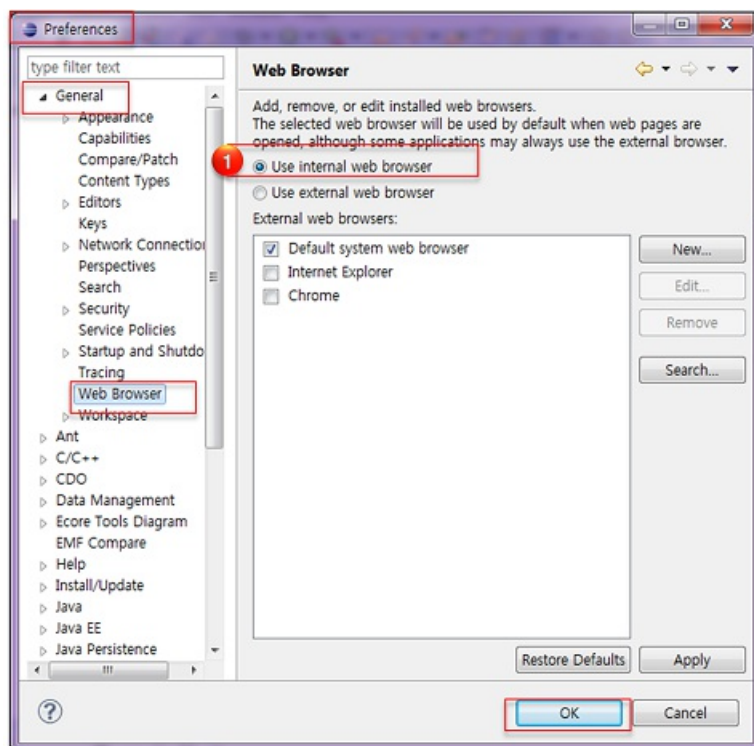 Preferences
type filter text
General
Appearance
Capabilities
Compare/Patch
Content Types
Editors
Keys
Network Connection
Perspectives
Search
Security
Service Policies
Startup and Shutdo
Tracing
Web Browser
Workspace
Ant
C/C++
CDO
Data Management
Ecore Tools Diagram
EMF Compare
Help
Install/Update
Java
Java EE
Java Persistence
Web Browser
Add, remove, or edit installed web browsers.
The selected web browser will be used by default when web pages are
opened, although some applications may always use the external browser.
1
Use internal web browser
Use external web browser
External web browsers:
Default system web browser
Internet Explorer
Chrome
New...
Edit...
Remove
Search...
Restore Defaults
Apply
OK
Cancel